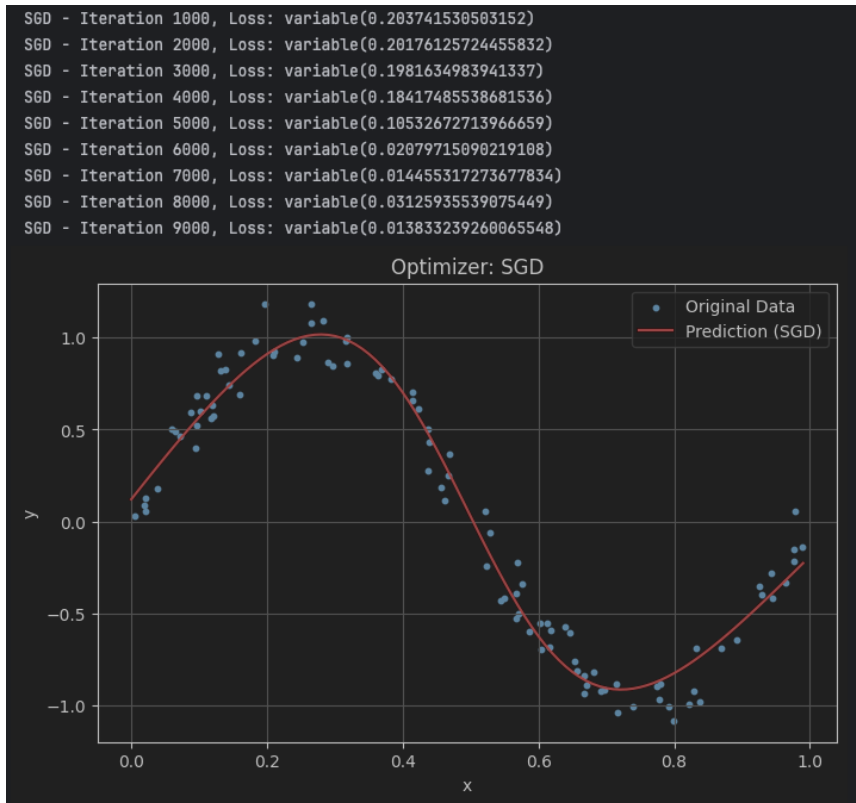 SGD - Iteration 1000, Loss: variable(0.203741530503152)
SGD - Iteration 2000, Loss: variable(0.20176125724455832)
SGD - Iteration 3000, Loss: variable(0.1981634983941337)
SGD - Iteration 4000, Loss: variable(0.18417485538681536)
SGD - Iteration 5000, Loss: variable(0.10532672713966659)
SGD - Iteration 6000, Loss: variable(0.02079715090219108)
SGD - Iteration 7000, Loss: variable(0.014455317273677834)
SGD - Iteration 8000, Loss: variable(0.03125935539075449)
SGD - Iteration 9000, Loss: variable(0.013833239260065548)
Optimizer: SGD
Original Data
Prediction (SGD)
1.0
0.5
0.0
−0.5
−1.0
y
0.0 0.2 0.4 0.6 0.8 1.0
x